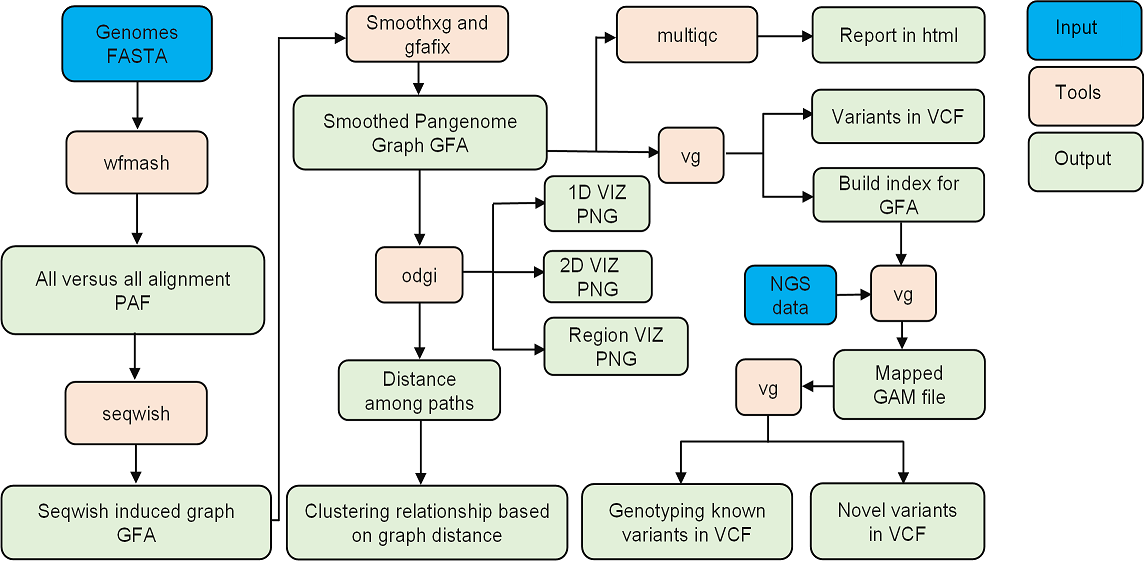 Genomes
FASTA
wfmash
All versus all alignment
PAF
seqwish
Seqwish induced graph
GFA
Smoothxg and
gfafix
Smoothed Pangenome
Graph GFA
odgi
Distance
among paths
Clustering relationship based
on graph distance
1D VIZ
PNG
2D VIZ
PNG
Region VIZ
PNG
multiqc
Report in html
vg
Variants in VCF
Build index for
GFA
NGS
data
vg
Mapped
GAM file
vg
Genotyping known
variants in VCF
Novel variants
in VCF
Input
Tools
Output